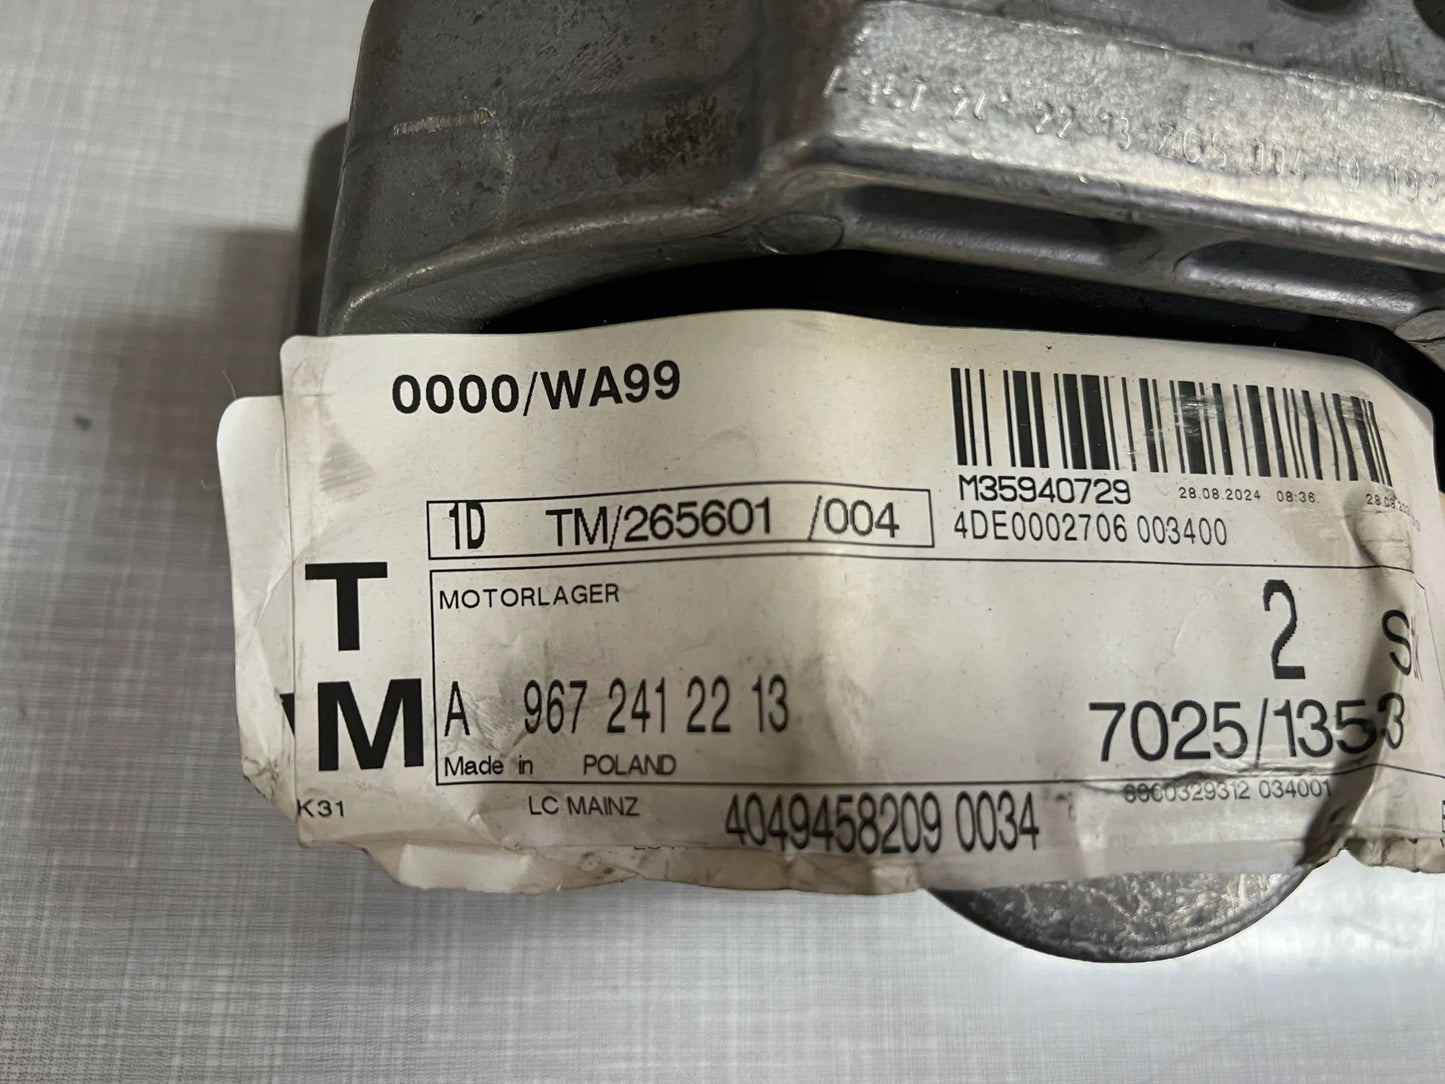 0000/WA99
M35940729 28.08.2024 08:36
1D TM/265601 /004
4DE0002706 003400
T
M
MOTORLAGER
2
A 967 241 22 13
7025/1353
Made in POLAND
K31
LC MAINZ
4049458209 0034